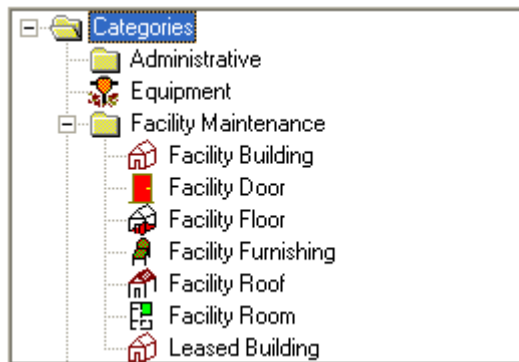 Categories
Administrative
Equipment
Facility Maintenance
Facility Building
Facility Door
Facility Floor
Facility Furnishing
Facility Roof
Facility Room
Leased Building